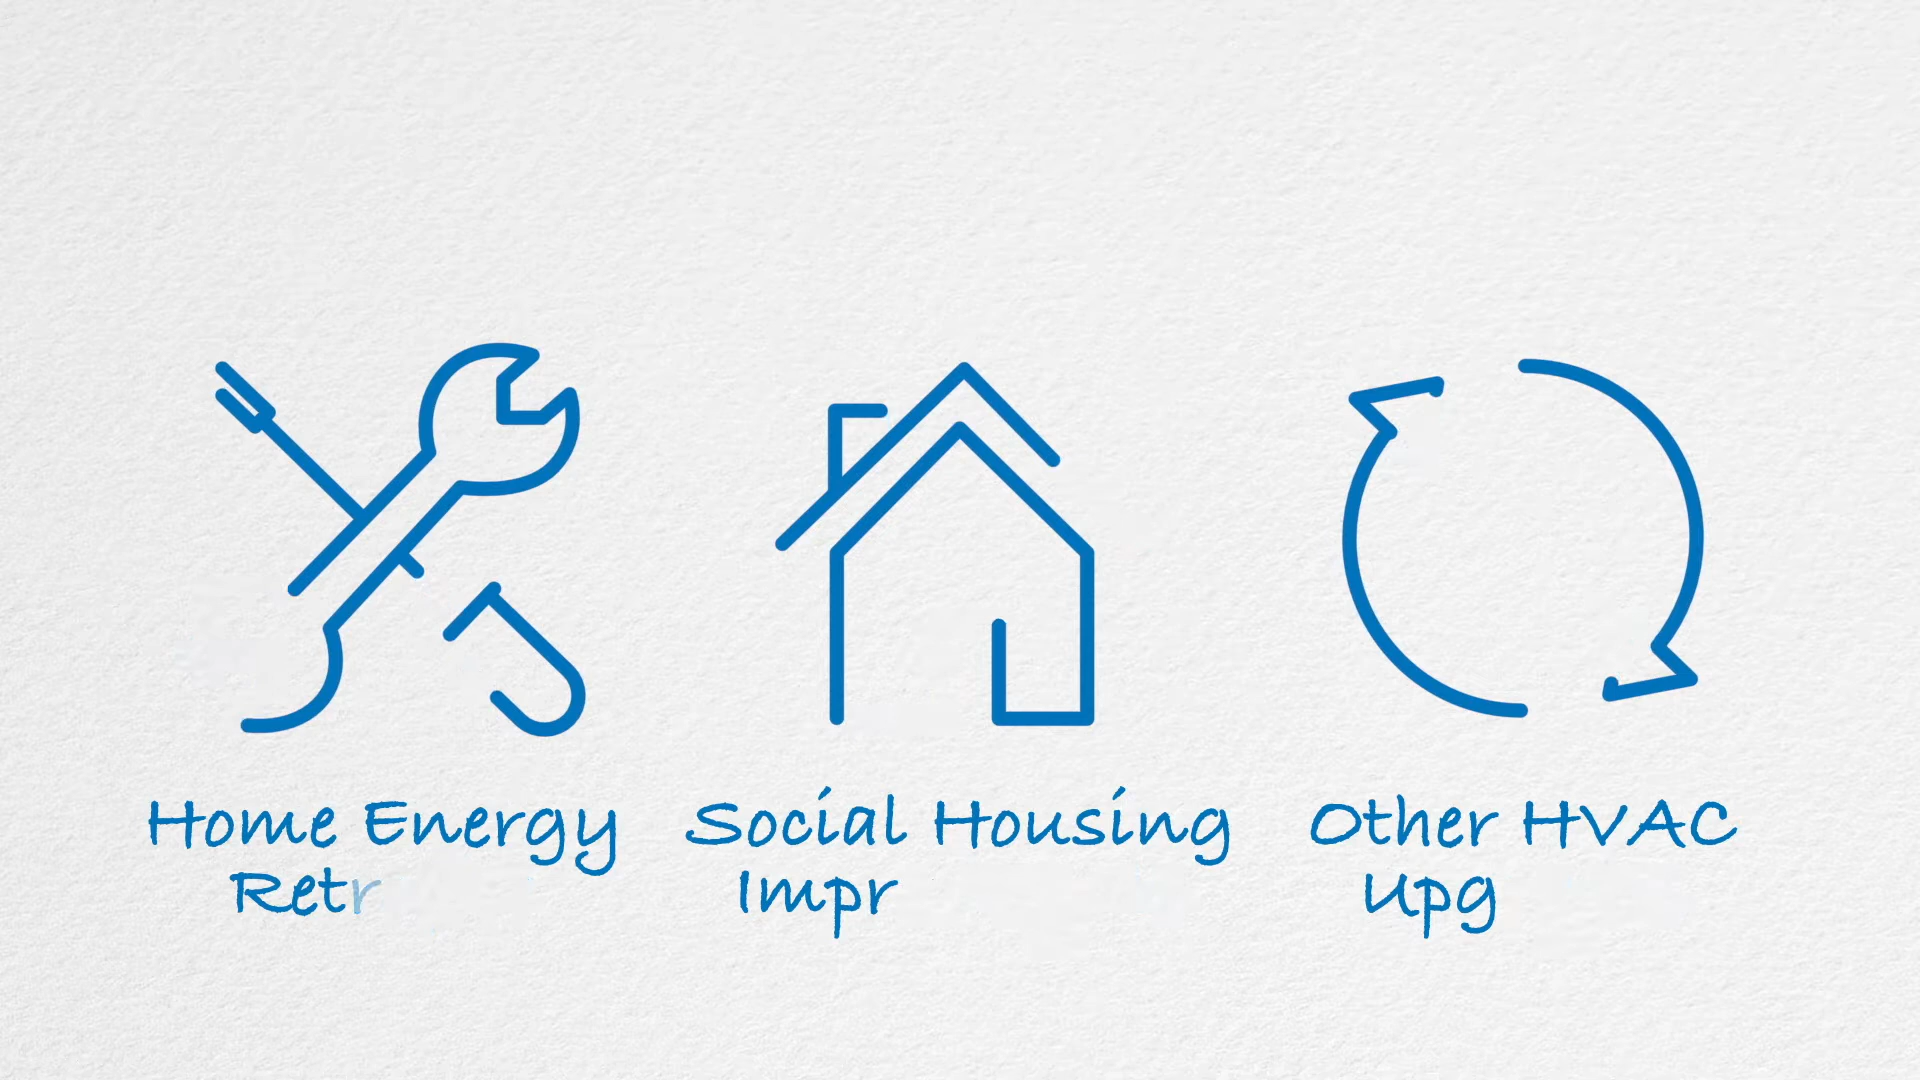 Home Energy
Retr
Social Housing
Impr
Other HVAC
Upg